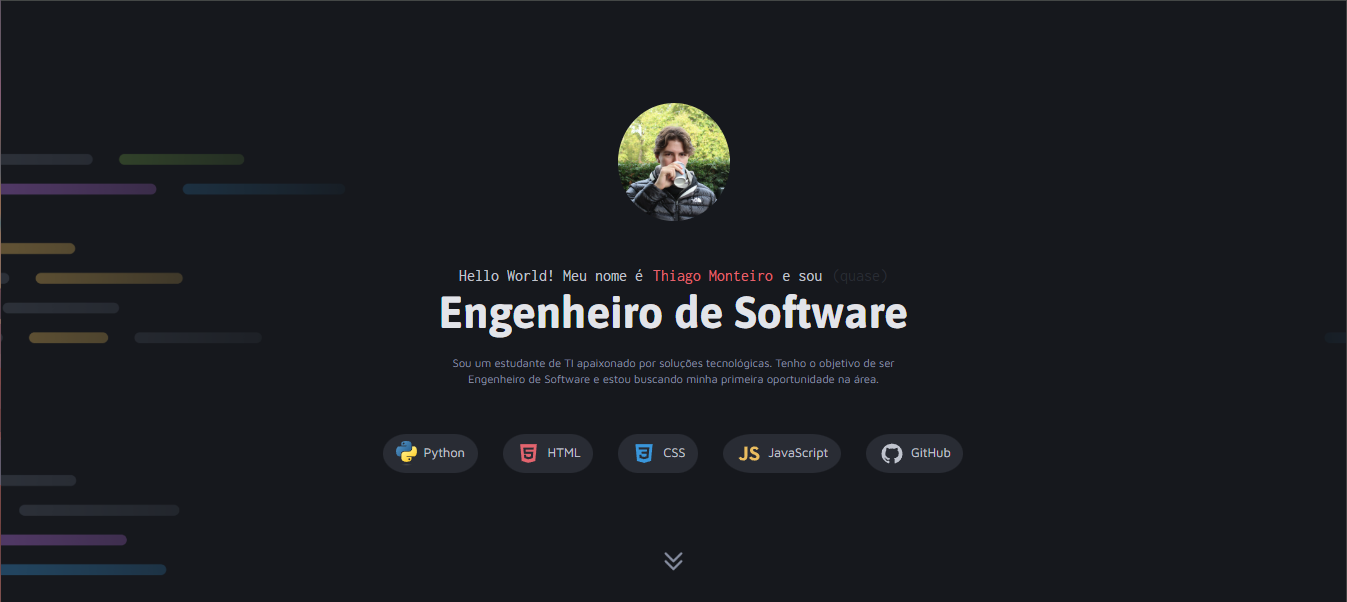 Hello World! Meu nome é Thiago Monteiro e sou (quase)
Engenheiro de Software
Sou um estudante de TI apaixonado por soluções tecnológicas. Tenho o objetivo de ser
Engenheiro de Software e estou buscando minha primeira oportunidade na área.
Python HTML CSS JS JavaScript GitHub